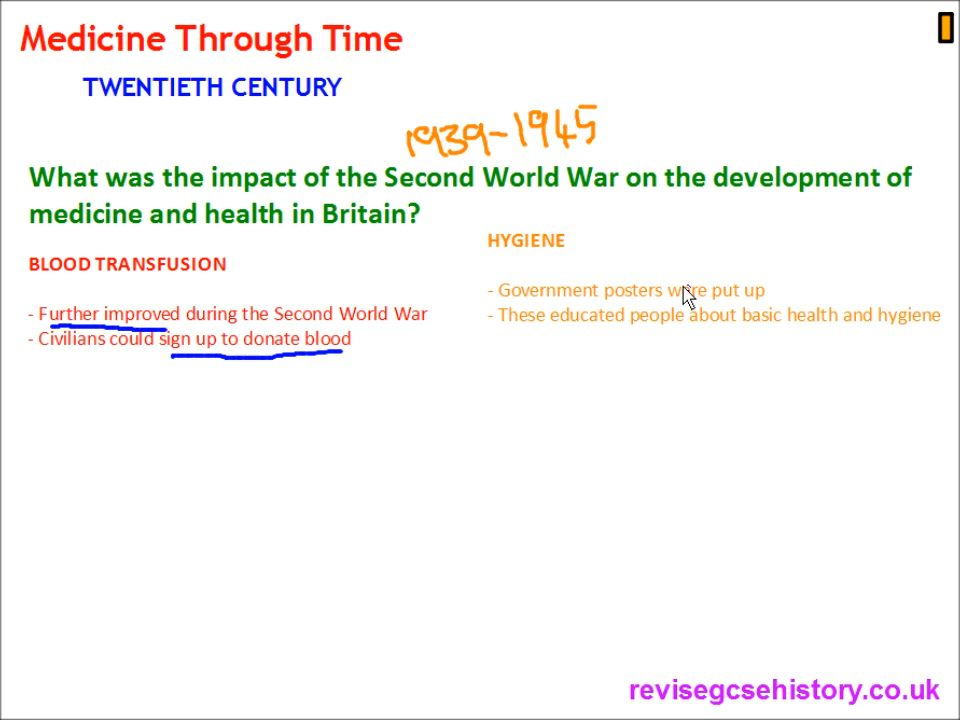 Medicine Through Time
TWENTIETH CENTURY
1939-1945
What was the impact of the Second World War on the development of
medicine and health in Britain?
BLOOD TRANSFUSION
- Further improved during the Second World War
- Civilians could sign up to donate blood
HYGIENE
- Government posters were put up
- These educated people about basic health and hygiene
revisegcsehistory.co.uk